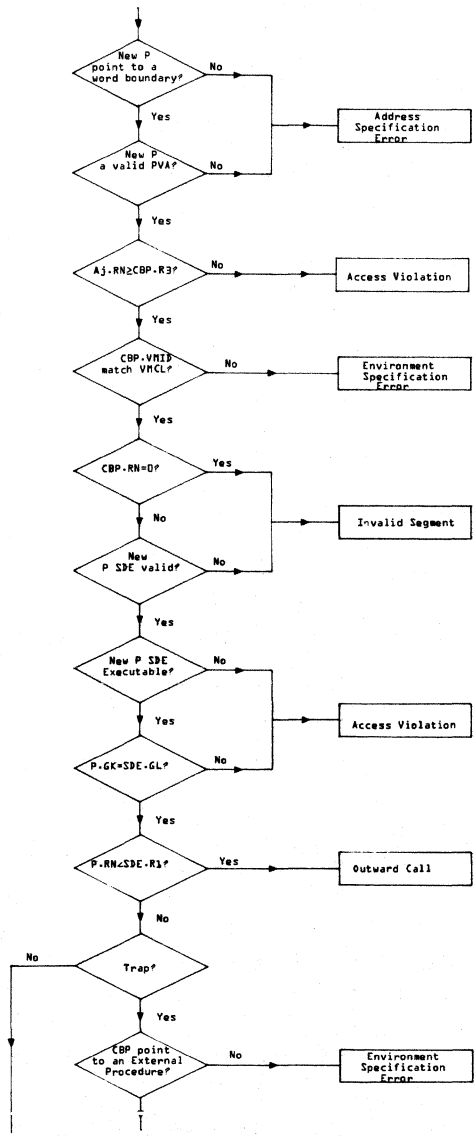 New P
point to a
word boundary?
No
Yes
Address
Specification
Error
New P
a valid PVA?
No
Yes
Aj.RN≥CBP.R3?
No
Access Violation
Yes
CBP.VMID
match VMCL?
No
Environment
Specification
Error
Yes
CBP.RN=0?
Yes
No
Invalid Segment
New
P SDE valid?
No
Yes
New P SDE
Executable?
No
Yes
Access Violation
P.GK=SDE.GL?
No
Yes
P.RN<SDE.R1?
Yes
Outward Call
No
No
Trap?
Yes
CBP point
to an External
Procedure?
No
Environment
Specification
Error